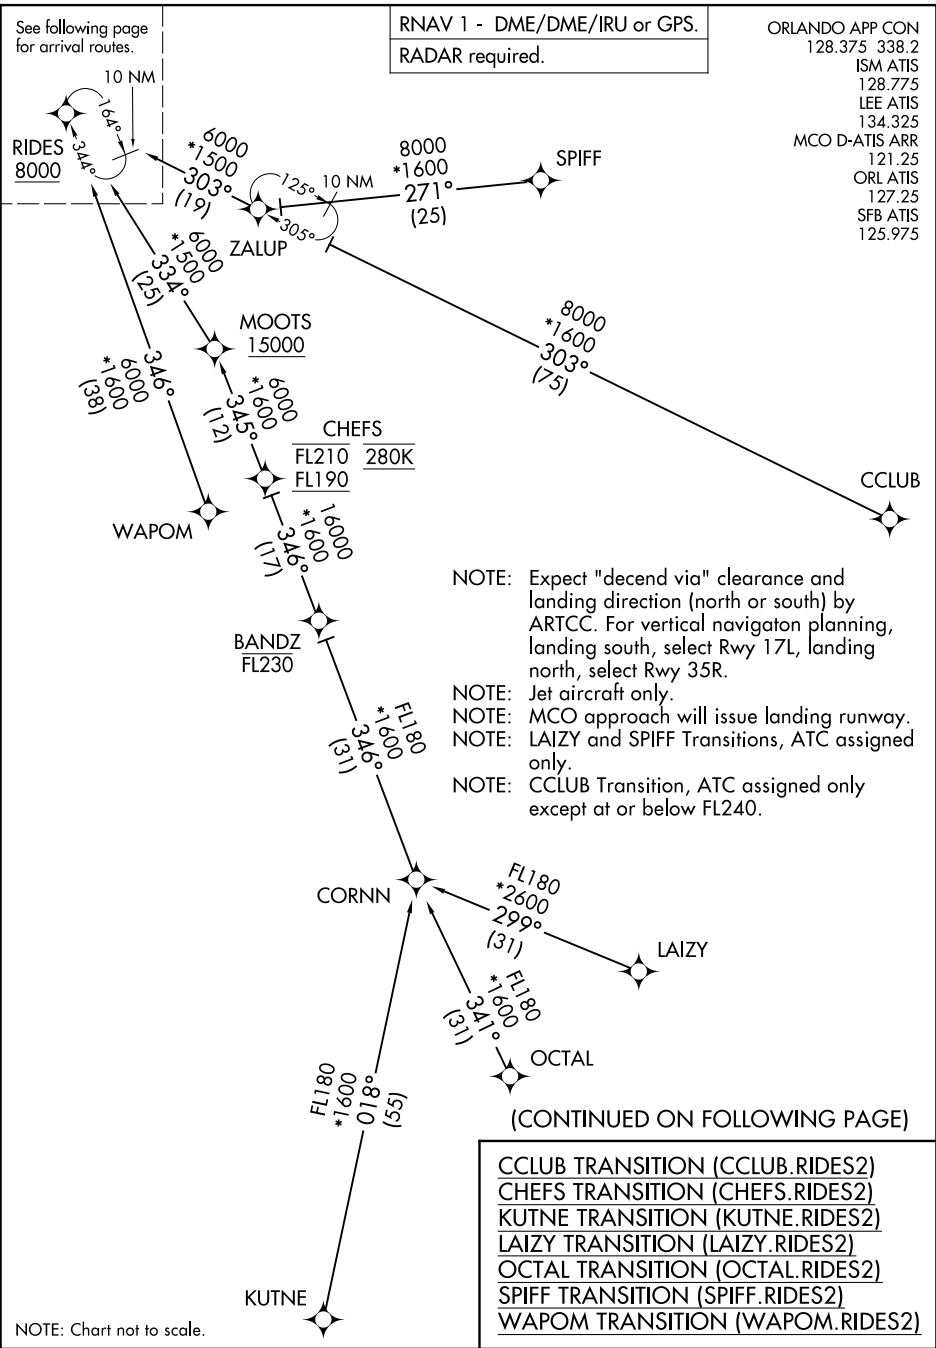 See following page
for arrival routes.
RNAV 1 - DME/DME/IRU or GPS.
RADAR required.
ORLANDO APP CON
128.375 338.2
ISM ATIS
128.775
LEE ATIS
134.325
MCO D-ATIS ARR
121.25
ORL ATIS
127.25
SFB ATIS
125.975
10 NM
164°
344°
RIDES
8000
6000
*1500
303°
(19)
8000
*1600
271°
(25)
SPIFF
125°
10 NM
305°
ZALUP
6000
*1500
334°
(25)
MOOTS
15000
8000
*1600
303°
(75)
6000
*1600
346°
(38)
6000
*1600
345°
(12)
CHEFS
FL210 280K
FL190
CCLUB
WAPOM
16000
*1600
346°
(17)
BANDZ
FL230
NOTE: Expect "decend via" clearance and
landing direction (north or south) by
ARTCC. For vertical navigaton planning,
landing south, select Rwy 17L, landing
north, select Rwy 35R.
NOTE: Jet aircraft only.
NOTE: MCO approach will issue landing runway.
NOTE: LAIZY and SPIFF Transitions, ATC assigned
only.
NOTE: CCLUB Transition, ATC assigned only
except at or below FL240.
FL180
*1600
346°
(31)
CORNN
FL180
*2600
299°
(31)
LAIZY
FL180
*1600
341°
(31)
OCTAL
FL180
*1600
018°
(55)
(CONTINUED ON FOLLOWING PAGE)
CCLUB TRANSITION (CCLUB.RIDES2)
CHEFS TRANSITION (CHEFS.RIDES2)
KUTNE TRANSITION (KUTNE.RIDES2)
LAIZY TRANSITION (LAIZY.RIDES2)
OCTAL TRANSITION (OCTAL.RIDES2)
SPIFF TRANSITION (SPIFF.RIDES2)
WAPOM TRANSITION (WAPOM.RIDES2)
KUTNE
NOTE: Chart not to scale.